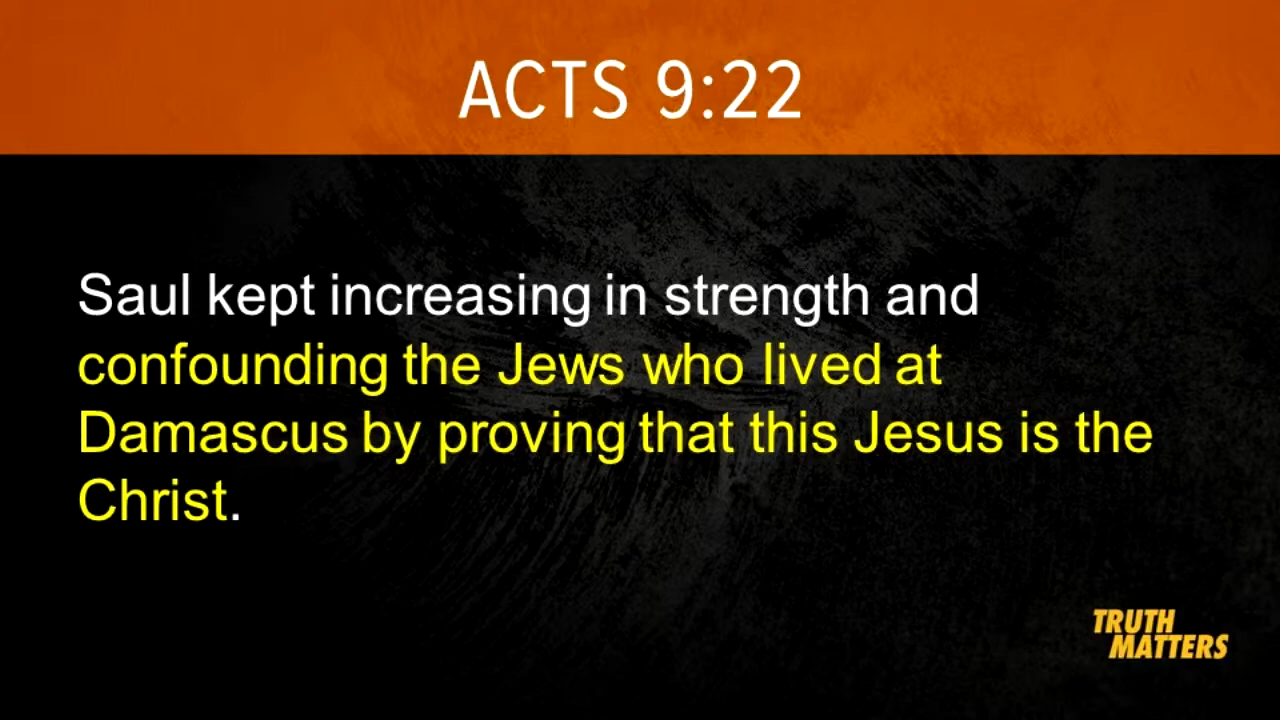 ACTS 9:22
Saul kept increasing in strength and
confounding the Jews who lived at
Damascus by proving that this Jesus is the
Christ.
TRUTH
MATTERS